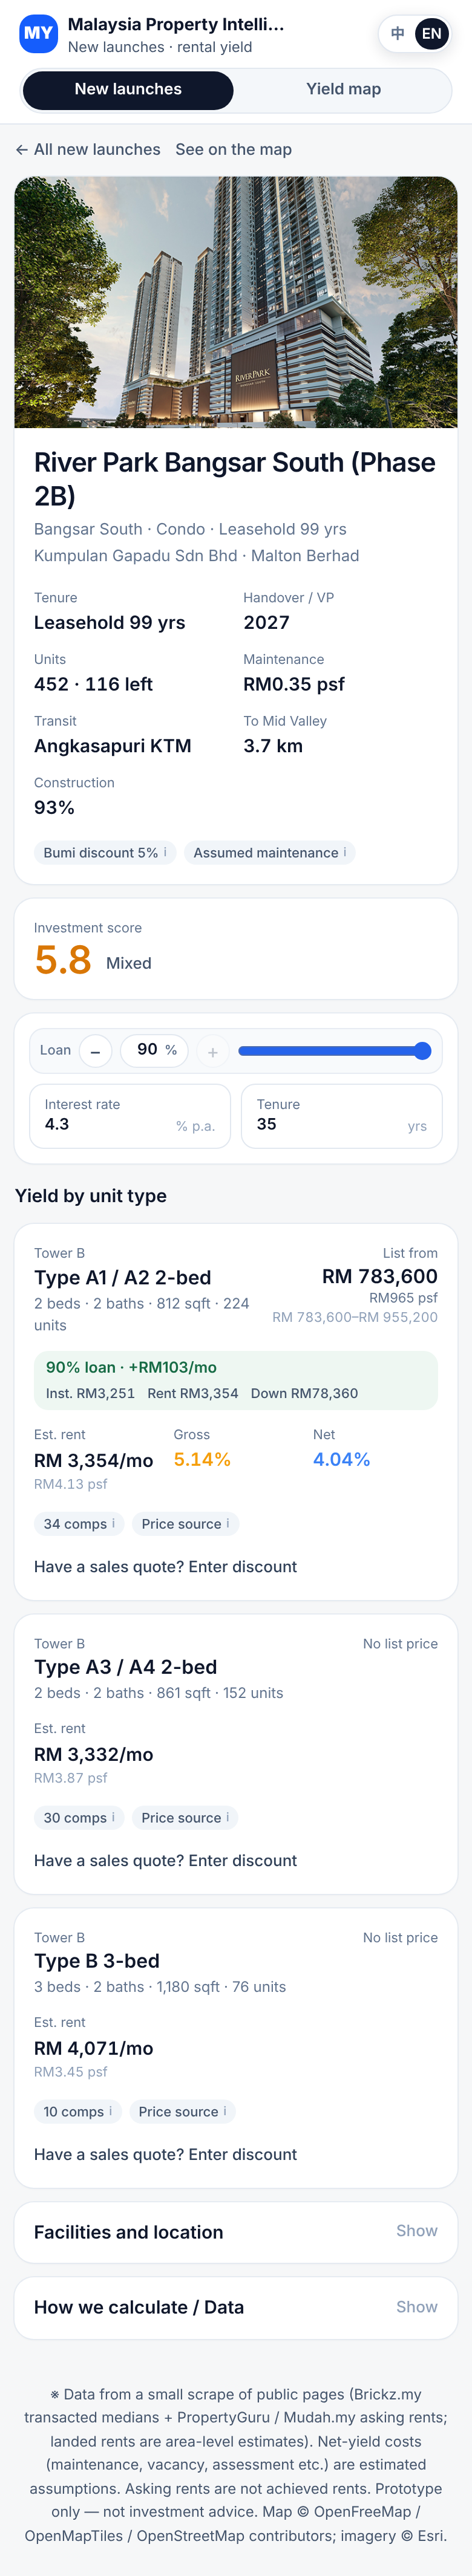 MY
Malaysia Property Intelli...
New launches · rental yield
中 EN
New launches Yield map
← All new launches See on the map
RIVERPARK
River Park Bangsar South (Phase
2B)
Bangsar South · Condo · Leasehold 99 yrs
Kumpulan Gapadu Sdn Bhd · Malton Berhad
Tenure Handover / VP
Leasehold 99 yrs 2027
Units Maintenance
452 · 116 left RM0.35 psf
Transit To Mid Valley
Angkasapuri KTM 3.7 km
Construction
93%
Bumi discount 5% i Assumed maintenance i
Investment score
5.8 Mixed
Loan − 90 % +
Interest rate Tenure
4.3 % p.a. 35 yrs
Yield by unit type
Tower B List from
Type A1 / A2 2-bed RM 783,600
2 beds · 2 baths · 812 sqft · 224 RM965 psf
units RM 783,600–RM 955,200
90% loan · +RM103/mo
Inst. RM3,251 Rent RM3,354 Down RM78,360
Est. rent Gross Net
RM 3,354/mo 5.14% 4.04%
RM4.13 psf
34 comps i Price source i
Have a sales quote? Enter discount
Tower B No list price
Type A3 / A4 2-bed
2 beds · 2 baths · 861 sqft · 152 units
Est. rent
RM 3,332/mo
RM3.87 psf
30 comps i Price source i
Have a sales quote? Enter discount
Tower B No list price
Type B 3-bed
3 beds · 2 baths · 1,180 sqft · 76 units
Est. rent
RM 4,071/mo
RM3.45 psf
10 comps i Price source i
Have a sales quote? Enter discount
Facilities and location Show
How we calculate / Data Show
※ Data from a small scrape of public pages (Brickz.my
transacted medians + PropertyGuru / Mudah.my asking rents;
landed rents are area-level estimates). Net-yield costs
(maintenance, vacancy, assessment etc.) are estimated
assumptions. Asking rents are not achieved rents. Prototype
only — not investment advice. Map © OpenFreeMap /
OpenMapTiles / OpenStreetMap contributors; imagery © Esri.